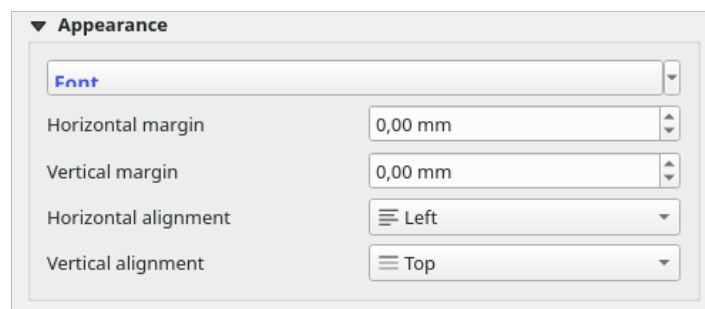 Appearance
Font
Horizontal margin 0,00 mm
Vertical margin 0,00 mm
Horizontal alignment Left
Vertical alignment Top